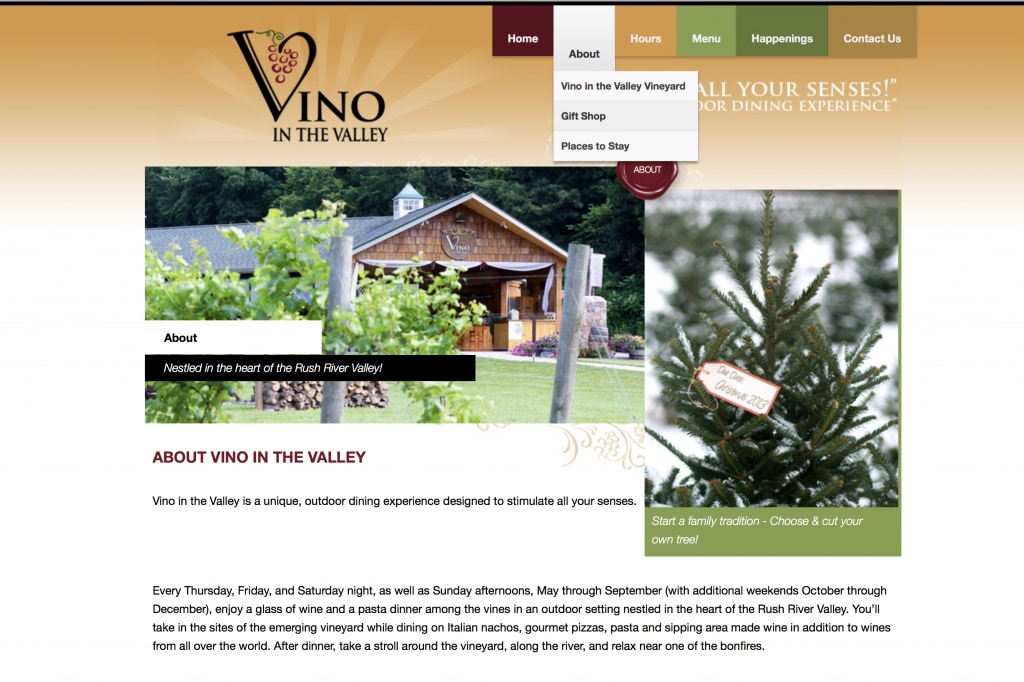 VINO
IN THE VALLEY
Home
About
Hours
Menu
Happenings
Contact Us
Vino in the Valley Vineyard
Gift Shop
Places to Stay
ALL YOUR SENSES!”
DINING EXPERIENCE”
ABOUT
VINO
About
Nestled in the heart of the Rush River Valley!
Christmas 2013
Start a family tradition - Choose & cut your
own tree!
ABOUT VINO IN THE VALLEY
Vino in the Valley is a unique, outdoor dining experience designed to stimulate all your senses.
Every Thursday, Friday, and Saturday night, as well as Sunday afternoons, May through September (with additional weekends October through
December), enjoy a glass of wine and a pasta dinner among the vines in an outdoor setting nestled in the heart of the Rush River Valley. You’ll
take in the sites of the emerging vineyard while dining on Italian nachos, gourmet pizzas, pasta and sipping area made wine in addition to wines
from all over the world. After dinner, take a stroll around the vineyard, along the river, and relax near one of the bonfires.